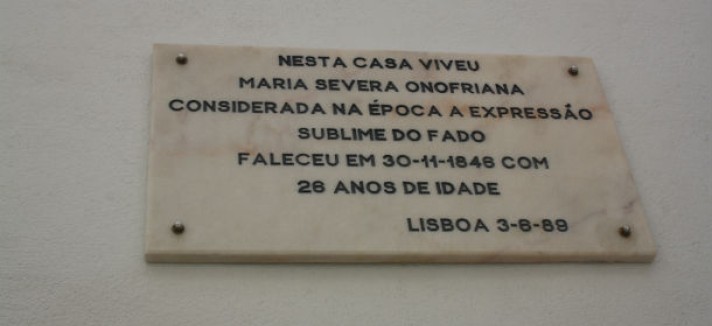 NESTA CASA VIVEU
MARIA SEVERA ONOFRIANA
CONSIDERADA NA ÉPOCA A EXPRESSÃO
SUBLIME DO FADO
FALECEU EM 30-11-1846 COM
26 ANOS DE IDADE
LISBOA 3-6-89